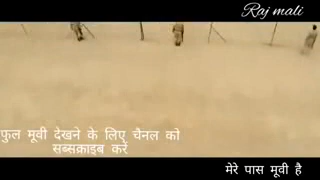 Raj mali
फुल मूवी देखने के लिए चैनल को
सब्सक्राइब करें
मेरे पास मूवी है